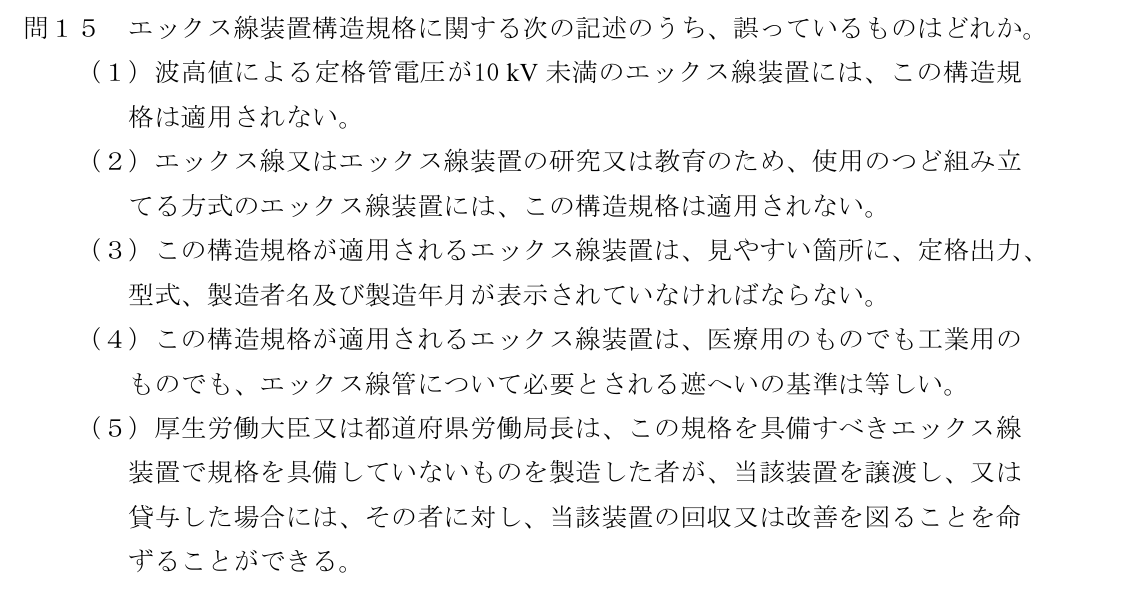 問１５　エックス線装置構造規格に関する次の記述のうち、誤っているものはどれか。
（１）波高値による定格管電圧が10 kV 未満のエックス線装置には、この構造規
格は適用されない。
（２）エックス線又はエックス線装置の研究又は教育のため、使用のつど組み立
てる方式のエックス線装置には、この構造規格は適用されない。
（３）この構造規格が適用されるエックス線装置は、見やすい箇所に、定格出力、
型式、製造者名及び製造年月が表示されていなければならない。
（４）この構造規格が適用されるエックス線装置は、医療用のものでも工業用の
ものでも、エックス線管について必要とされる遮へいの基準は等しい。
（５）厚生労働大臣又は都道府県労働局長は、この規格を具備すべきエックス線
装置で規格を具備していないものを製造した者が、当該装置を譲渡し、又は
貸与した場合には、その者に対し、当該装置の回収又は改善を図ることを命
ずることができる。